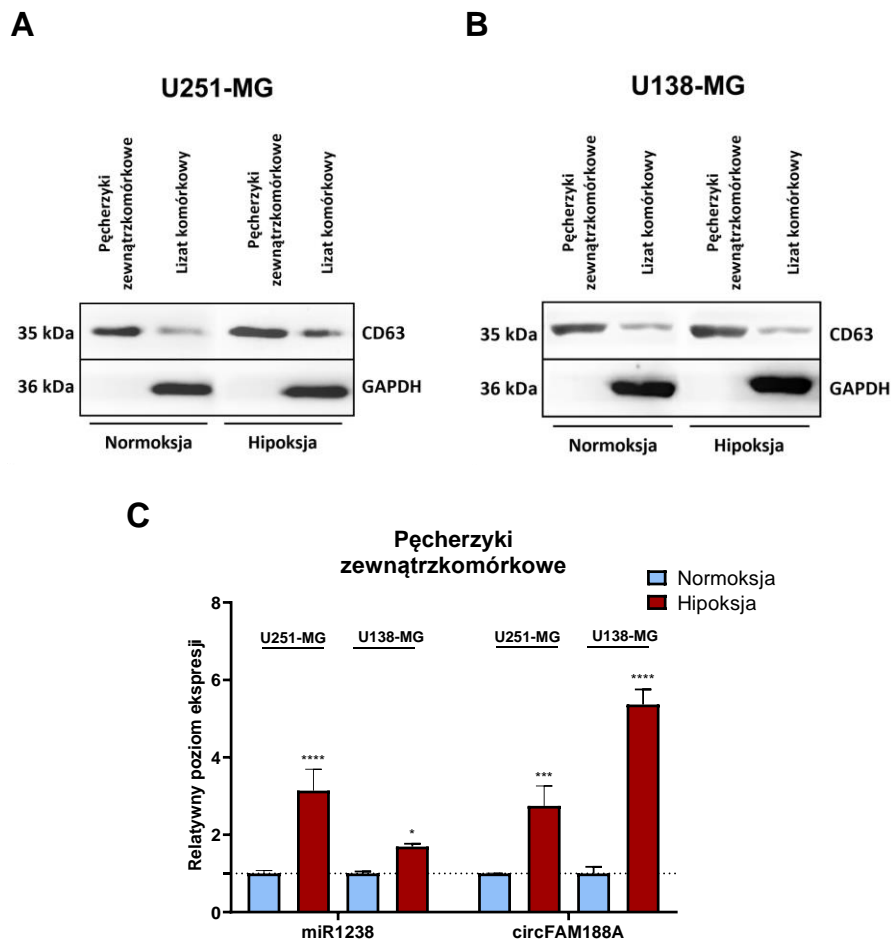 A
U251-MG
Pęcherzyki
zewnątrzkomórkowe
Lizat komórkowy
Pęcherzyki
zewnątrzkomórkowe
Lizat komórkowy
35 kDa
CD63
36 kDa
GAPDH
Normoksja
Hipoksja
B
U138-MG
Pęcherzyki
zewnątrzkomórkowe
Lizat komórkowy
Pęcherzyki
zewnątrzkomórkowe
Lizat komórkowy
35 kDa
CD63
36 kDa
GAPDH
Normoksja
Hipoksja
C
Pęcherzyki
zewnątrzkomórkowe
Normoksja
Hipoksja
Relatywny poziom ekspresji
8
6
4
2
0
U251-MG
U138-MG
U251-MG
U138-MG
****
*
***
****
miR1238
circFAM188A